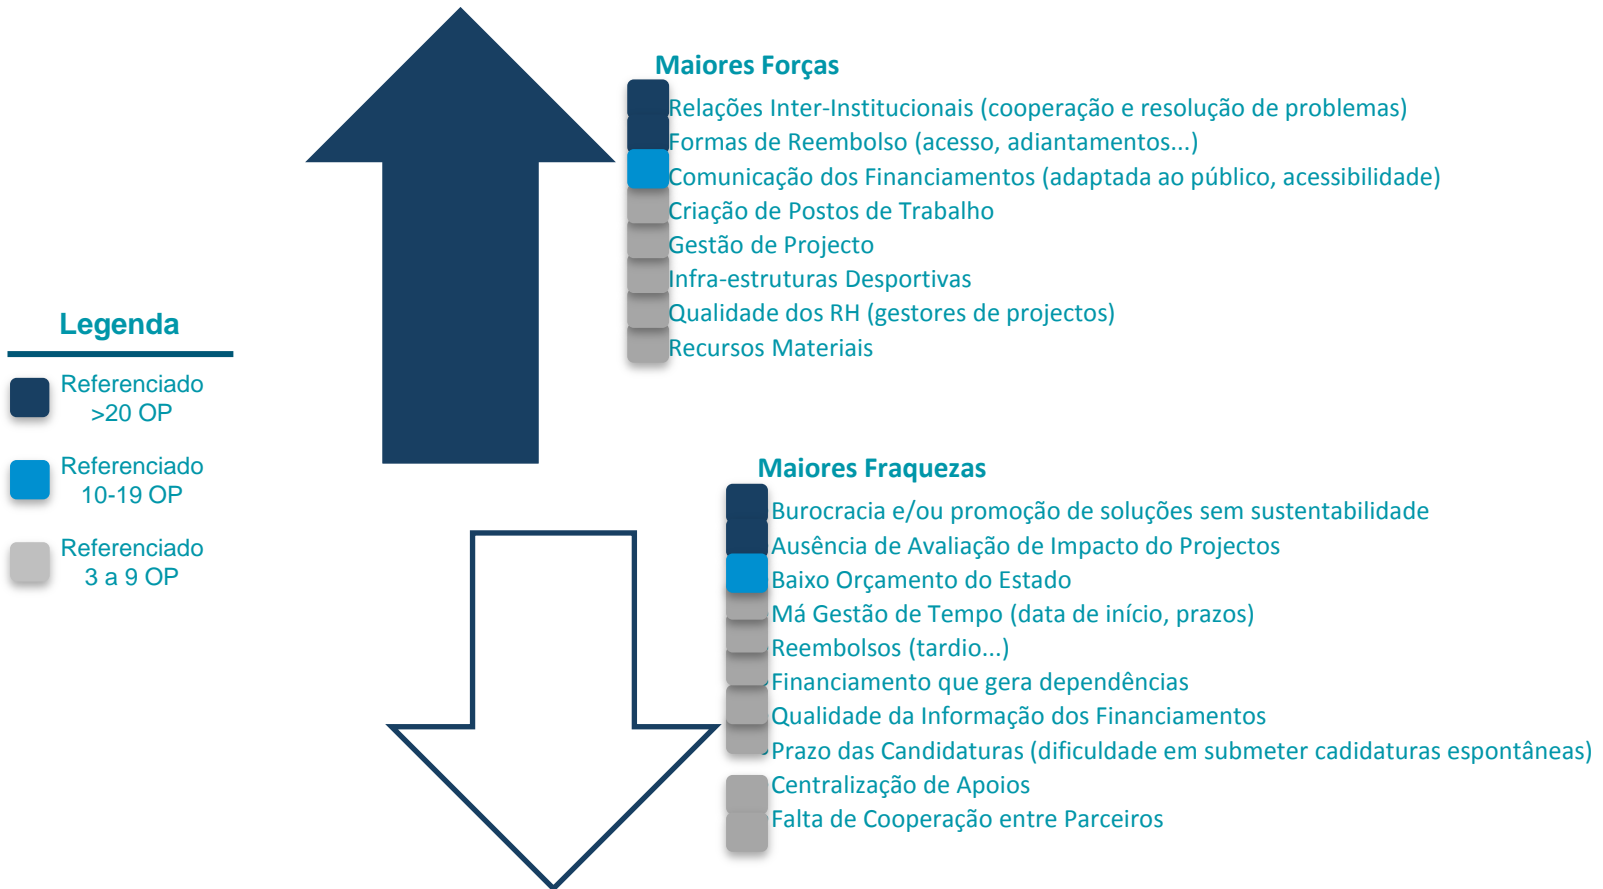 Maiores Forças
Relações Inter-Institucionais (cooperação e resolução de problemas)
Formas de Reembolso (acesso, adiantamentos...)
Comunicação dos Financiamentos (adaptada ao público, acessibilidade)
Criação de Postos de Trabalho
Gestão de Projecto
Infra-estruturas Desportivas
Qualidade dos RH (gestores de projectos)
Recursos Materiais
Legenda
Referenciado
>20 OP
Referenciado
10-19 OP
Referenciado
3 a 9 OP
Maiores Fraquezas
Burocracia e/ou promoção de soluções sem sustentabilidade
Ausência de Avaliação de Impacto do Projectos
Baixo Orçamento do Estado
Má Gestão de Tempo (data de início, prazos)
Reembolsos (tardio...)
Financiamento que gera dependências
Qualidade da Informação dos Financiamentos
Prazo das Candidaturas (dificuldade em submeter cadidaturas espontâneas)
Centralização de Apoios
Falta de Cooperação entre Parceiros